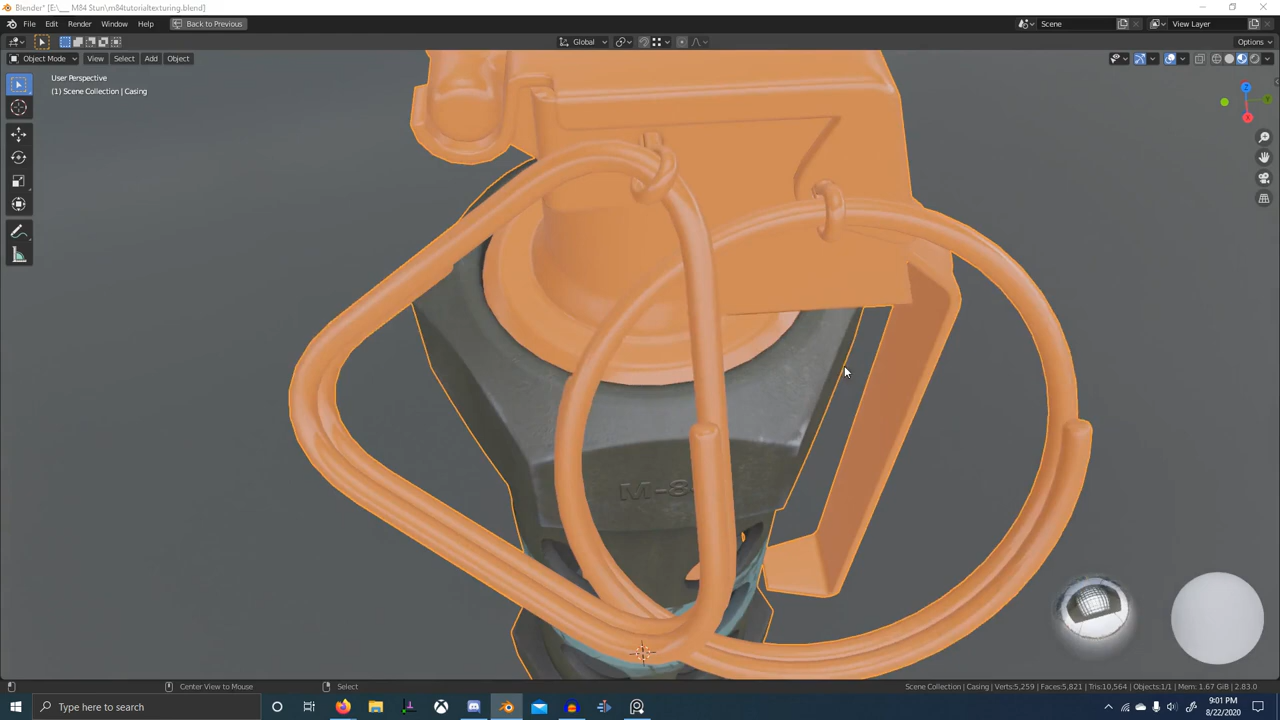 Blender* [E:\__ M84 Stun\m84tutorialtexturing.blend]
File Edit Render Window Help Back to Previous Scene View Layer
Global Options
Object Mode View Select Add Object
User Perspective
(1) Scene Collection | Casing
Z
Y
X
M-8
Center View to Mouse Select Scene Collection | Casing | Verts:5,259 | Faces:5,821 | Tris:10,564 | Objects:1/1 | Mem: 1.67 GiB | 2.83.0
Type here to search
9:01 PM
8/22/2020